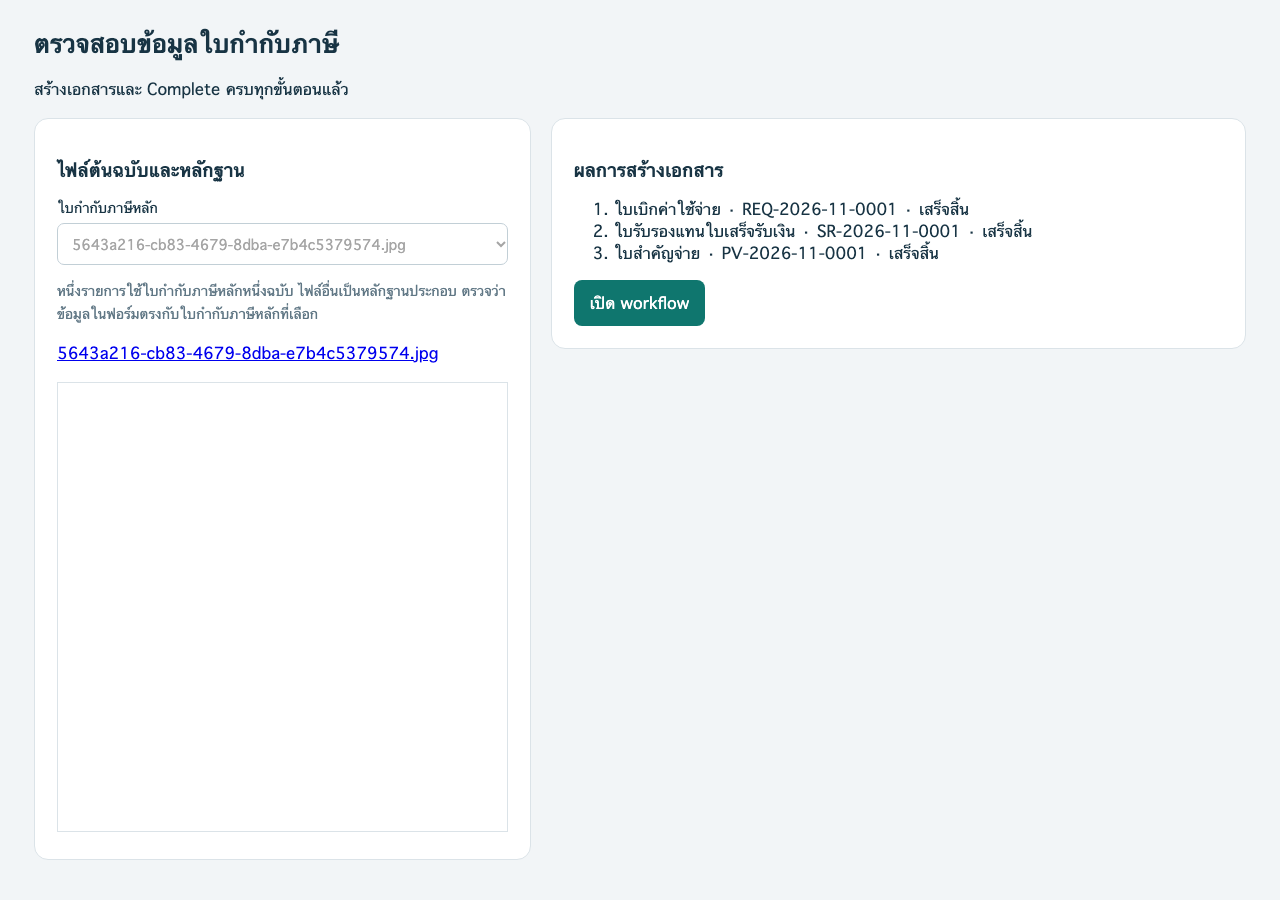 ตรวจสอบข้อมูลใบกำกับภาษี
สร้างเอกสารและ Complete ครบทุกขั้นตอนแล้ว
ไฟล์ต้นฉบับและหลักฐาน
ใบกำกับภาษีหลัก
5643a216-cb83-4679-8dba-e7b4c5379574.jpg
หนึ่งรายการใช้ใบกำกับภาษีหลักหนึ่งฉบับ ไฟล์อื่นเป็นหลักฐานประกอบ ตรวจว่า
ข้อมูลในฟอร์มตรงกับใบกำกับภาษีหลักที่เลือก
5643a216-cb83-4679-8dba-e7b4c5379574.jpg
ผลการสร้างเอกสาร
1. ใบเบิกค่าใช้จ่าย · REQ-2026-11-0001 · เสร็จสิ้น
2. ใบรับรองแทนใบเสร็จรับเงิน · SR-2026-11-0001 · เสร็จสิ้น
3. ใบสำคัญจ่าย · PV-2026-11-0001 · เสร็จสิ้น
เปิด workflow